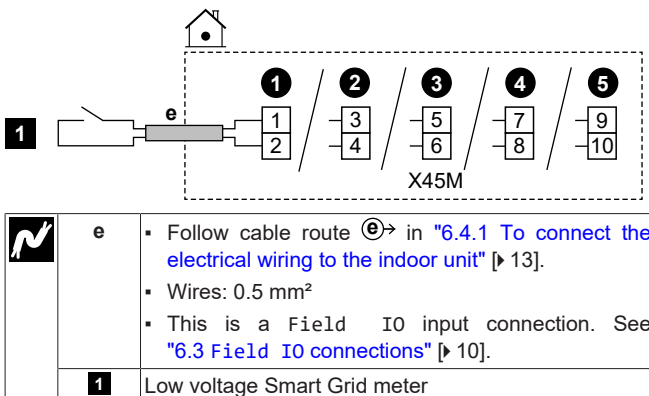 1 2 3 4 5
1 e 1 3 5 7 9
2 4 6 8 10
X45M
e ▪ Follow cable route ⓔ→ in "6.4.1 To connect the
electrical wiring to the indoor unit" [▸ 13].
▪ Wires: 0.5 mm²
▪ This is a Field IO input connection. See
"6.3 Field IO connections" [▸ 10].
1 Low voltage Smart Grid meter